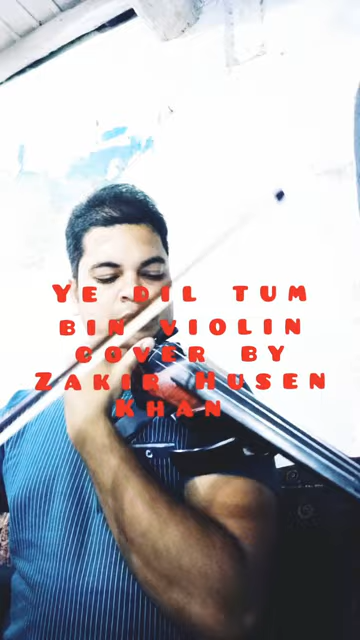 Ye dil tum
bin violin
cover by
Zakir Husen
Khan